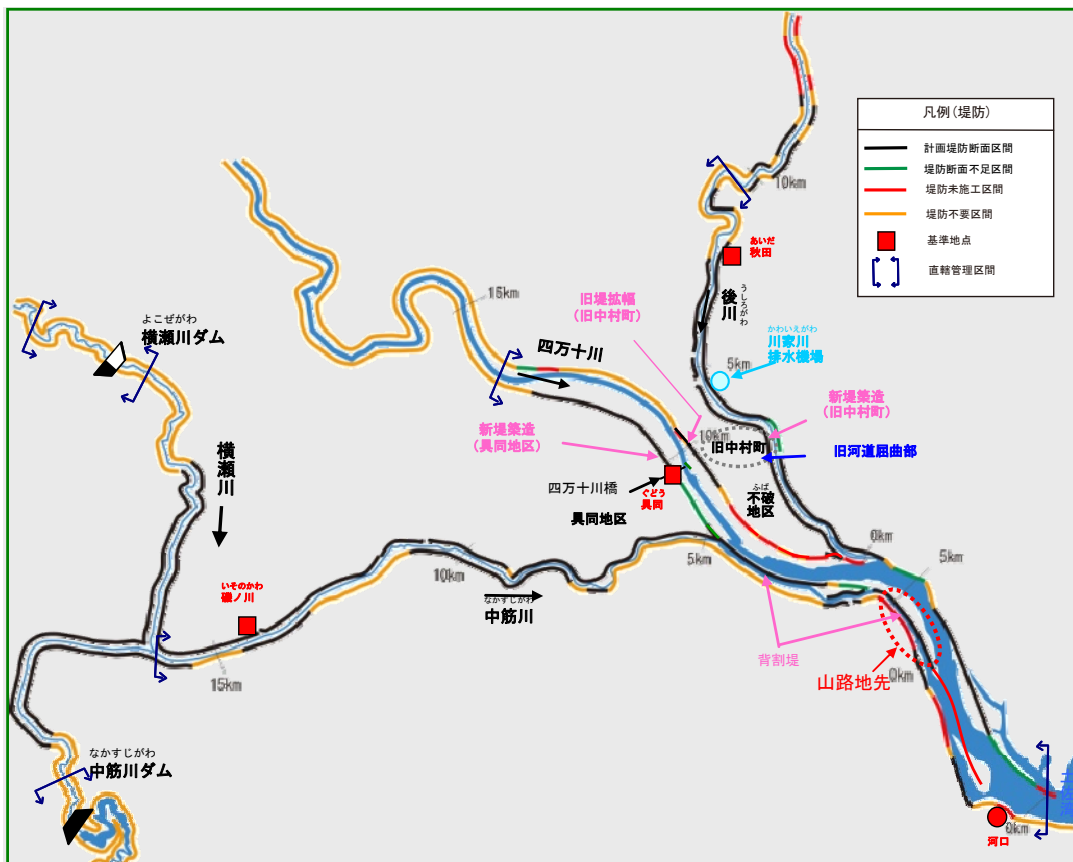 凡例(堤防)
計画堤防断面区間
堤防断面不足区間
堤防未施工区間
堤防不要区間
基準地点
直轄管理区間
10km
あいだ
秋田
うしろがわ
後川
かわいえがわ
川家川
排水機場
5km
旧堤拡幅
(旧中村町)
15km
四万十川
よこぜがわ
横瀬川ダム
新堤築造
(旧中村町)
新堤築造
(具同地区)
10km
旧中村町
旧河道屈曲部
横瀬川
四万十川橋
ぐどう
具同
具同地区
ふば
不破
地区
0km
5km
5km
10km
なかすじがわ
中筋川
いそのかわ
磯ノ川
15km
背割堤
0km
山路地先
なかすじがわ
中筋川ダム
0km
河口